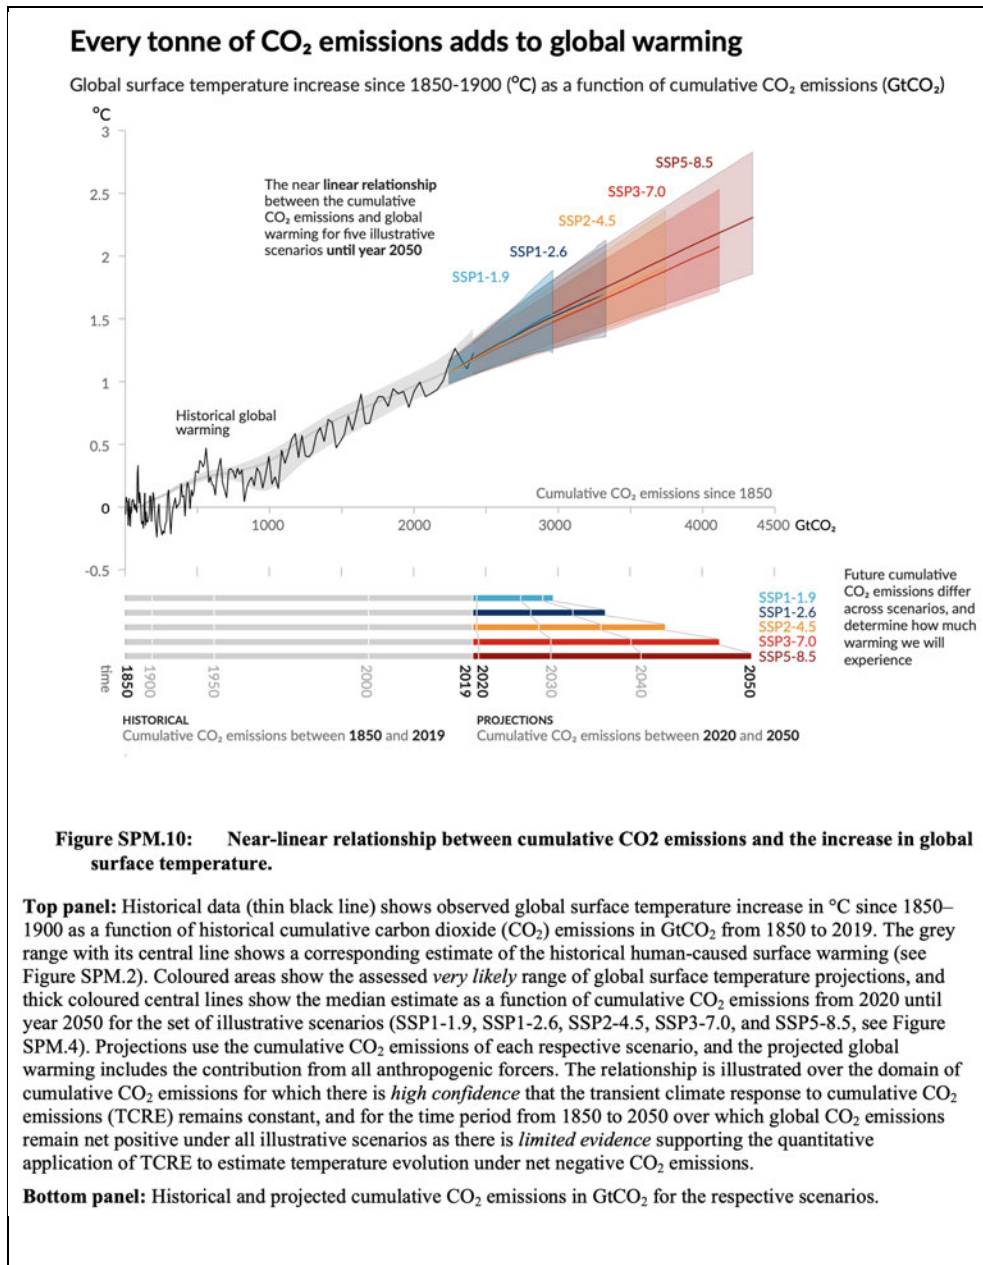 Every tonne of CO₂ emissions adds to global warming
Global surface temperature increase since 1850-1900 (°C) as a function of cumulative CO₂ emissions (GtCO₂)
°C
3
2.5
2
1.5
1
0.5
0
-0.5
The near linear relationship
between the cumulative
CO₂ emissions and global
warming for five illustrative
scenarios until year 2050
SSP1-1.9
SSP1-2.6
SSP2-4.5
SSP3-7.0
SSP5-8.5
Historical global
warming
Cumulative CO₂ emissions since 1850
1000
2000
3000
4000
4500 GtCO₂
SSP1-1.9
SSP1-2.6
SSP2-4.5
SSP3-7.0
SSP5-8.5
Future cumulative
CO₂ emissions differ
across scenarios, and
determine how much
warming we will
experience
time
1850
1900
1950
2000
2019
2020
2030
2040
2050
HISTORICAL
Cumulative CO₂ emissions between 1850 and 2019
PROJECTIONS
Cumulative CO₂ emissions between 2020 and 2050
Figure SPM.10: Near-linear relationship between cumulative CO2 emissions and the increase in global
surface temperature.
Top panel: Historical data (thin black line) shows observed global surface temperature increase in °C since 1850–
1900 as a function of historical cumulative carbon dioxide (CO₂) emissions in GtCO₂ from 1850 to 2019. The grey
range with its central line shows a corresponding estimate of the historical human-caused surface warming (see
Figure SPM.2). Coloured areas show the assessed very likely range of global surface temperature projections, and
thick coloured central lines show the median estimate as a function of cumulative CO₂ emissions from 2020 until
year 2050 for the set of illustrative scenarios (SSP1-1.9, SSP1-2.6, SSP2-4.5, SSP3-7.0, and SSP5-8.5, see Figure
SPM.4). Projections use the cumulative CO₂ emissions of each respective scenario, and the projected global
warming includes the contribution from all anthropogenic forcers. The relationship is illustrated over the domain of
cumulative CO₂ emissions for which there is high confidence that the transient climate response to cumulative CO₂
emissions (TCRE) remains constant, and for the time period from 1850 to 2050 over which global CO₂ emissions
remain net positive under all illustrative scenarios as there is limited evidence supporting the quantitative
application of TCRE to estimate temperature evolution under net negative CO₂ emissions.
Bottom panel: Historical and projected cumulative CO₂ emissions in GtCO₂ for the respective scenarios.